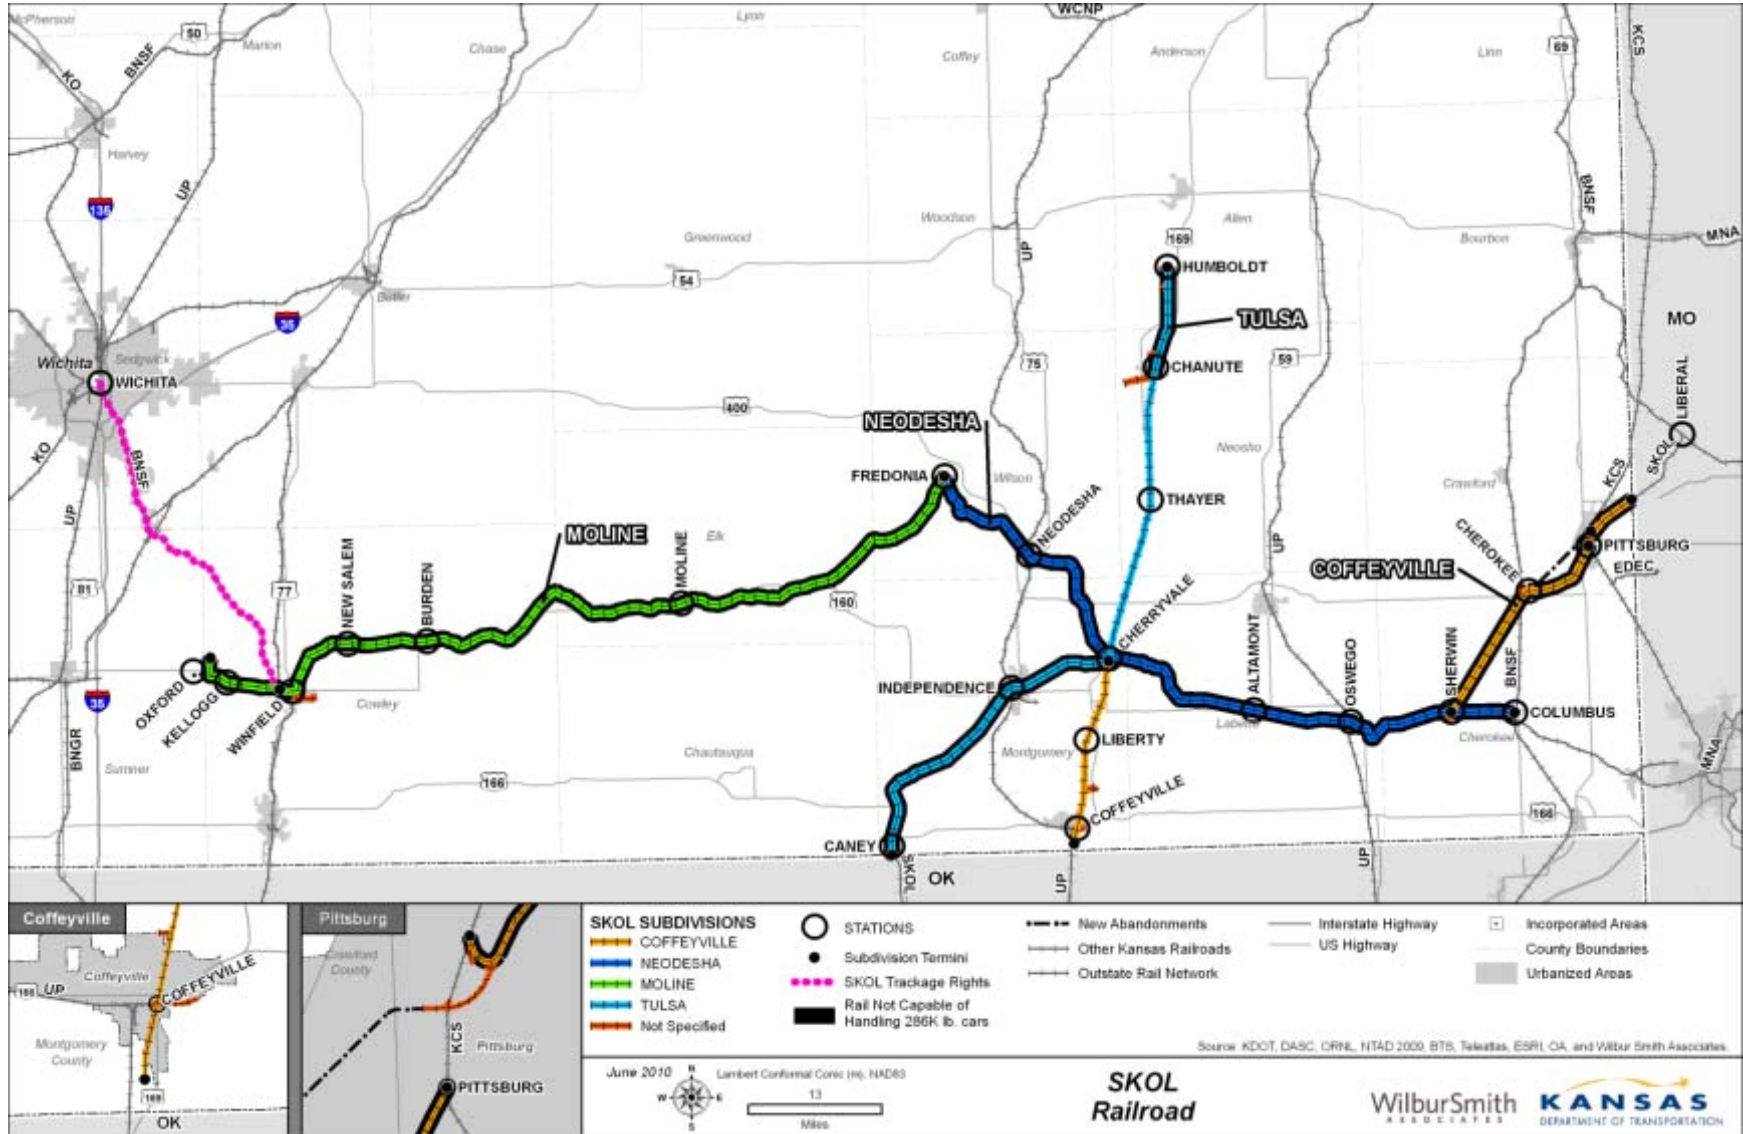 McPherson
50
Marion
Chase
Lynn
Coffey
WCNP
Anderson
Linn
69
KCS
KO
BNSF
Harvey
UP
135
BNSF
Woodson
Allen
Bourbon
MNA
Greenwood
UP
169
HUMBOLDT
54
Butler
35
TULSA
MO
Wichita
Sedgwick
WICHITA
75
CHANUTE
59
LIBERAL
400
NEODESHA
KO
BNSF
Neosho
SKOL
FREDONIA
Wilson
KCS
Crawford
UP
THAYER
NEODESHA
MOLINE
Elk
MOLINE
UP
CHEROKEE
PITTSBURG
EDEC
COFFEYVILLE
81
77
NEW SALEM
BURDEN
160
CHERRYVALE
ALTAMONT
OSWEGO
SHERWIN
BNSF
OXFORD
KELLOGG
WINFIELD
INDEPENDENCE
35
Cowley
COLUMBUS
Labette
Cherokee
BNGR
Sumner
Chautauqua
Montgomery
LIBERTY
MNA
166
COFFEYVILLE
166
CANEY
SKOL
OK
UP
UP
Coffeyville
Coffeyville
COFFEYVILLE
166
UP
Montgomery
County
169
OK
Pittsburg
Crawford
County
KCS
Pittsburg
PITTSBURG
SKOL SUBDIVISIONS
COFFEYVILLE
NEODESHA
MOLINE
TULSA
Not Specified
STATIONS
Subdivision Termini
SKOL Trackage Rights
Rail Not Capable of
Handling 286K lb. cars
New Abandonments
Other Kansas Railroads
Outstate Rail Network
Interstate Highway
US Highway
Incorporated Areas
County Boundaries
Urbanized Areas
Source: KDOT, DASC, ORNL, NTAD 2009, BTS, Teleatlas, ESRI, OA, and Wilbur Smith Associates.
June 2010
N
W
E
S
Lambert Conformal Conic (m), NAD83
13
Miles
SKOL
Railroad
WilburSmith
ASSOCIATES
KANSAS
DEPARTMENT OF TRANSPORTATION